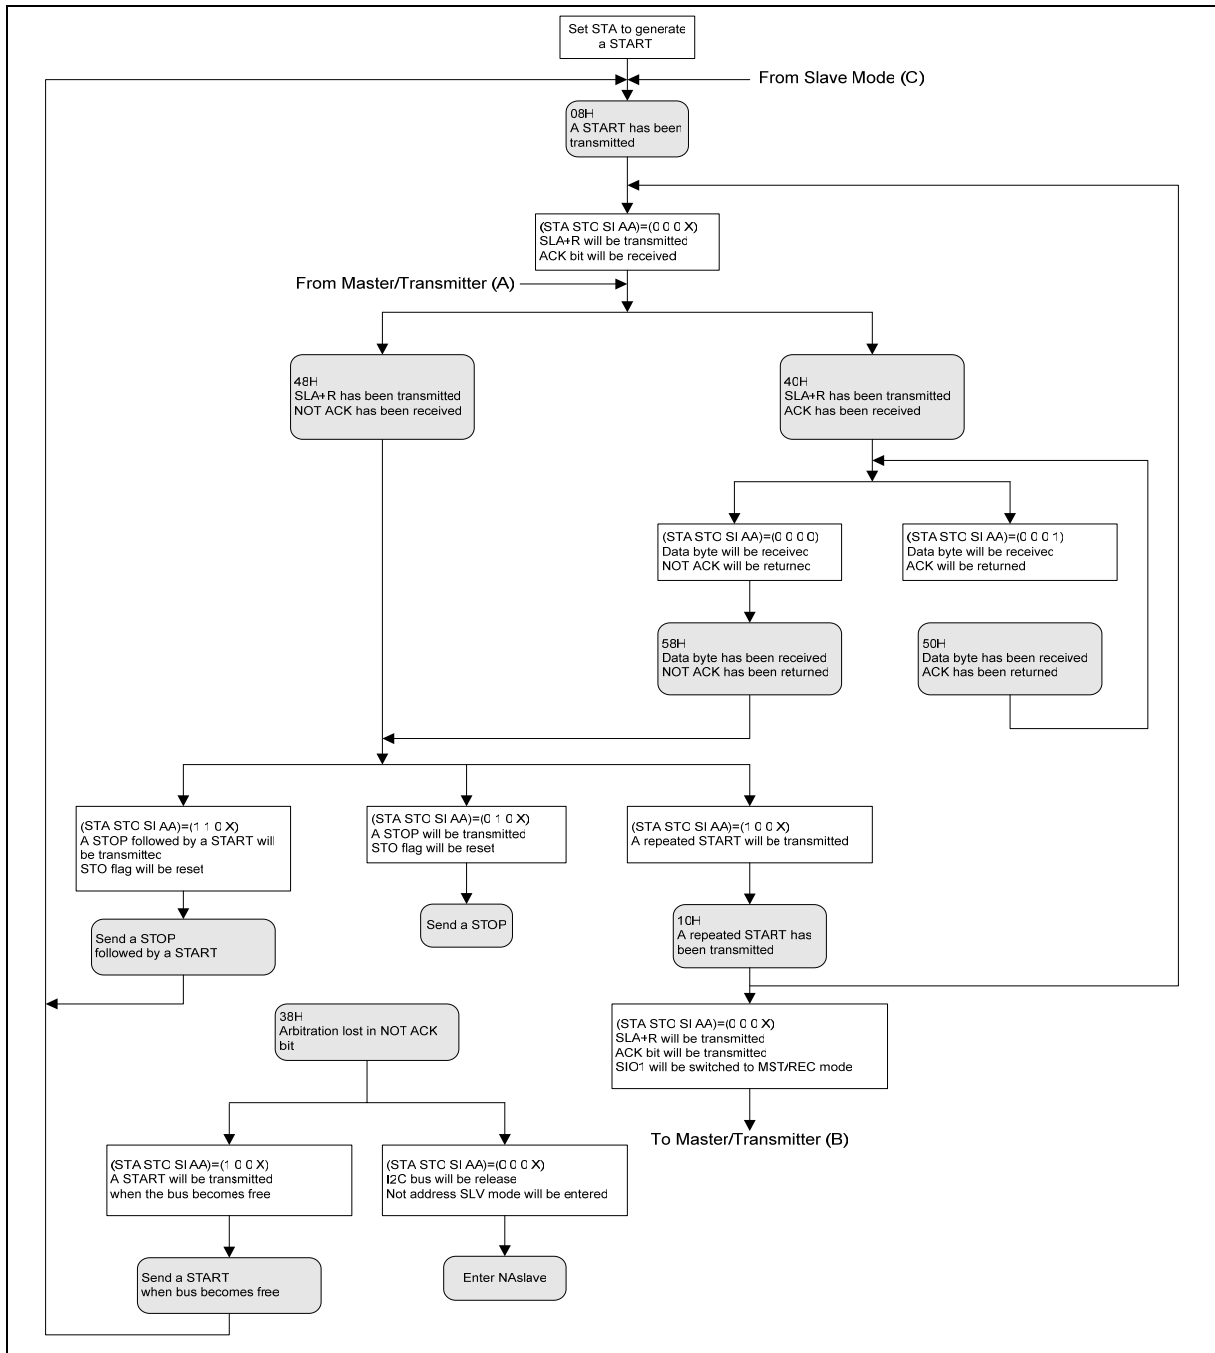 Set STA to generate
a START
From Slave Mode (C)
08H
A START has been
transmitted
(STA STO SI AA)=(0 0 0 X)
SLA+R will be transmitted
ACK bit will be received
From Master/Transmitter (A)
48H
SLA+R has been transmitted
NOT ACK has been received
40H
SLA+R has been transmitted
ACK has been received
(STA STO SI AA)=(0 0 0 0)
Data byte will be received
NOT ACK will be returned
(STA STO SI AA)=(0 0 0 1)
Data byte will be received
ACK will be returned
58H
Data byte has been received
NOT ACK has been returned
50H
Data byte has been received
ACK has been returned
(STA STO SI AA)=(1 1 0 X)
A STOP followed by a START will
be transmitted
STO flag will be reset
(STA STO SI AA)=(0 1 0 X)
A STOP will be transmitted
STO flag will be reset
(STA STO SI AA)=(1 0 0 X)
A repeated START will be transmitted
Send a STOP
followed by a START
Send a STOP
10H
A repeated START has
been transmitted
38H
Arbitration lost in NOT ACK
bit
(STA STO SI AA)=(0 0 0 X)
SLA+R will be transmitted
ACK bit will be transmitted
SIO1 will be switched to MST/REC mode
To Master/Transmitter (B)
(STA STO SI AA)=(1 0 0 X)
A START will be transmitted
when the bus becomes free
(STA STO SI AA)=(0 0 0 X)
I2C bus will be release
Not address SLV mode will be entered
Send a START
when bus becomes free
Enter NAslave